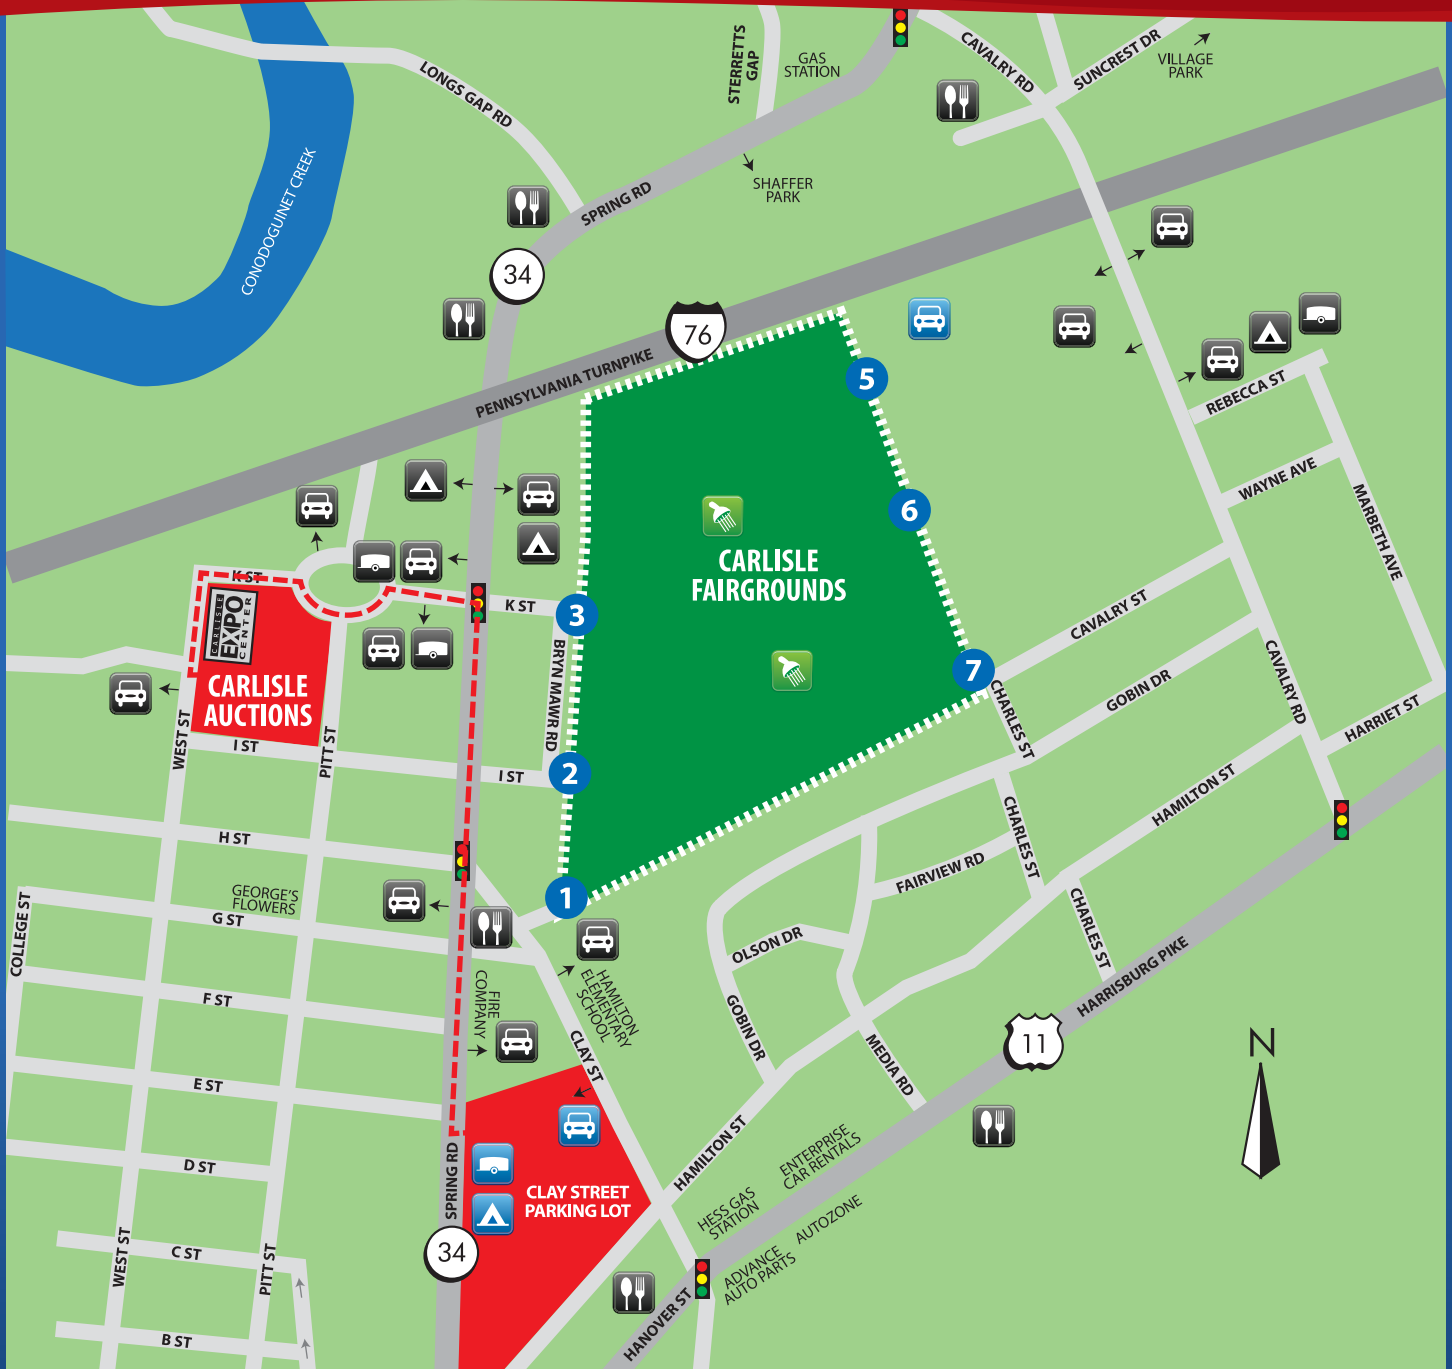 STERRETTS
GAP
GAS
STATION
CAVALRY RD
SUNCREST DR
VILLAGE
PARK
LONGS GAP RD
CONODOGUINET CREEK
SHAFFER
PARK
SPRING RD
34
76
PENNSYLVANIA TURNPIKE
5
REBECCA ST
WAYNE AVE
MARBETH AVE
6
CARLISLE
FAIRGROUNDS
K ST
K ST
3
CARLISLE
EXPO
CENTER
CARLISLE
AUCTIONS
BRYN MAWR RD
7
CAVALRY ST
GOBIN DR
CHARLES ST
CAVALRY RD
HARRIET ST
WEST ST
I ST
PITT ST
I ST
2
H ST
HAMILTON ST
CHARLES ST
FAIRVIEW RD
GEORGE'S
FLOWERS
G ST
1
COLLEGE ST
OLSON DR
CHARLES ST
HARRISBURG PIKE
F ST
FIRE
COMPANY
HAMILTON
ELEMENTARY
SCHOOL
GOBIN DR
CLAY ST
MEDIA RD
11
N
E ST
D ST
SPRING RD
CLAY STREET
PARKING LOT
HAMILTON ST
ENTERPRISE
CAR RENTALS
HESS GAS
STATION
AUTOZONE
ADVANCE
AUTO PARTS
34
C ST
WEST ST
PITT ST
B ST
HANOVER ST